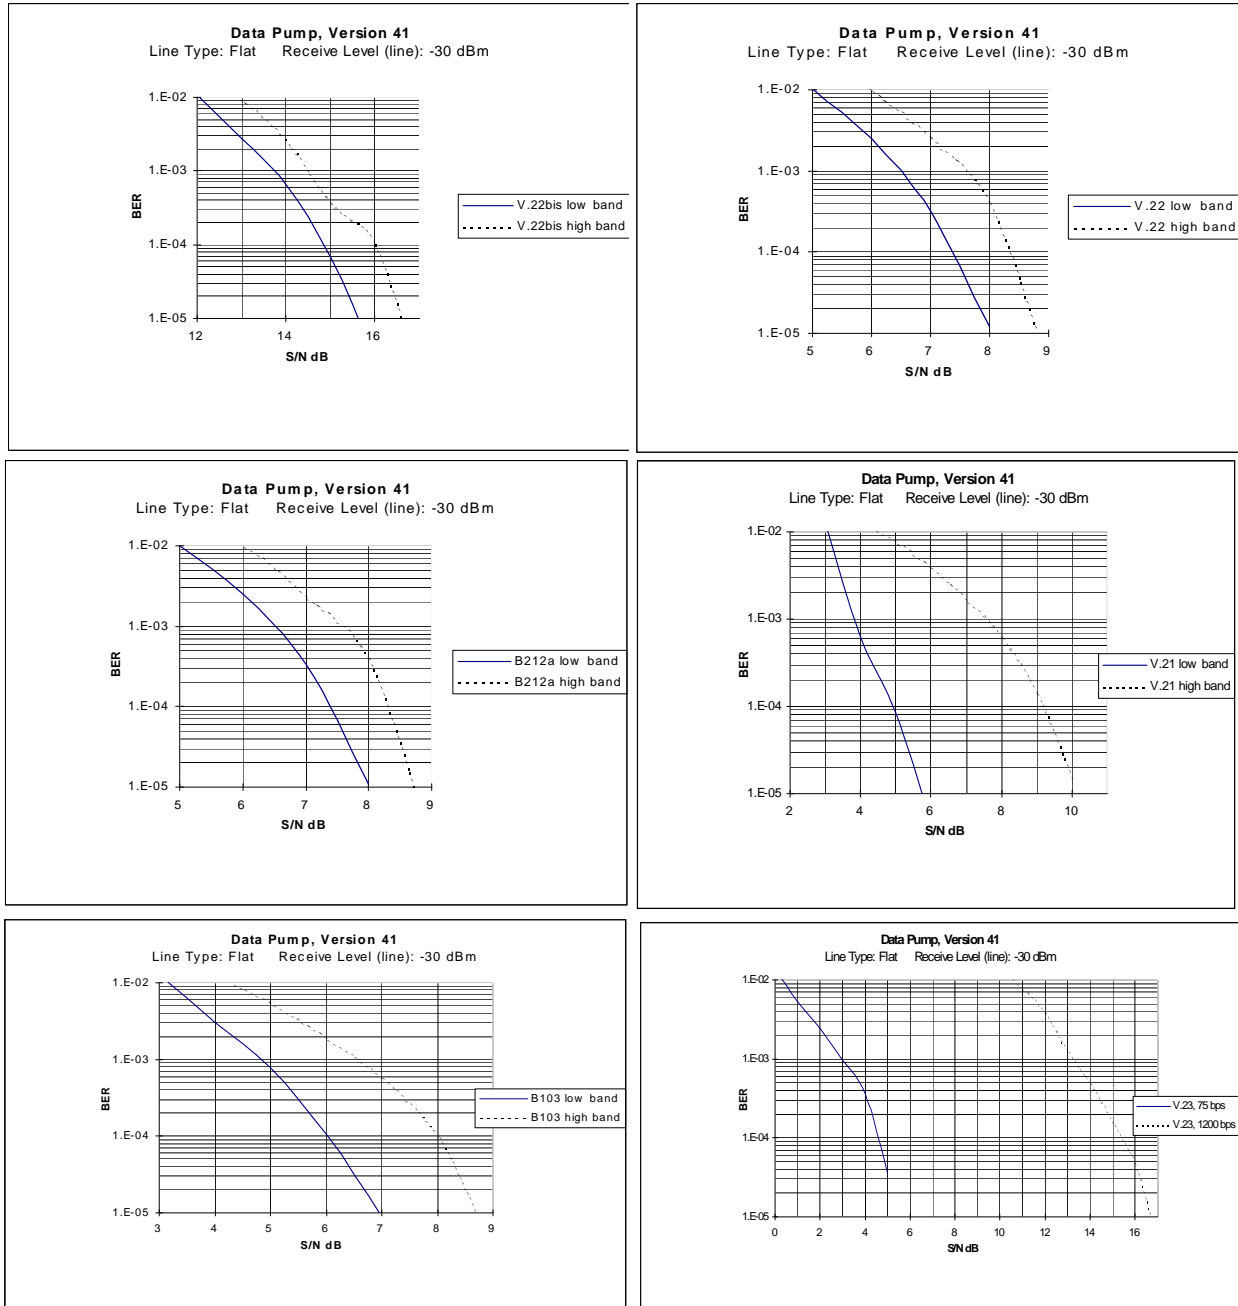 Data Pump, Version 41
Line Type: Flat Receive Level (line): -30 dBm
1.E-02
1.E-03
1.E-04
1.E-05
BER
12 14 16
S/N dB
V.22bis low band
V.22bis high band
Data Pump, Version 41
Line Type: Flat Receive Level (line): -30 dBm
1.E-02
1.E-03
1.E-04
1.E-05
BER
5 6 7 8 9
S/N dB
V.22 low band
V.22 high band
Data Pump, Version 41
Line Type: Flat Receive Level (line): -30 dBm
1.E-02
1.E-03
1.E-04
1.E-05
BER
5 6 7 8 9
S/N dB
B212a low band
B212a high band
Data Pump, Version 41
Line Type: Flat Receive Level (line): -30 dBm
1.E-02
1.E-03
1.E-04
1.E-05
BER
2 4 6 8 10
S/N dB
V.21 low band
V.21 high band
Data Pump, Version 41
Line Type: Flat Receive Level (line): -30 dBm
1.E-02
1.E-03
1.E-04
1.E-05
BER
3 4 5 6 7 8 9
S/N dB
B103 low band
B103 high band
Data Pump, Version 41
Line Type: Flat Receive Level (line): -30 dBm
1.E-02
1.E-03
1.E-04
1.E-05
BER
0 2 4 6 8 10 12 14 16
S/N dB
V.23, 75 bps
V.23, 1200 bps